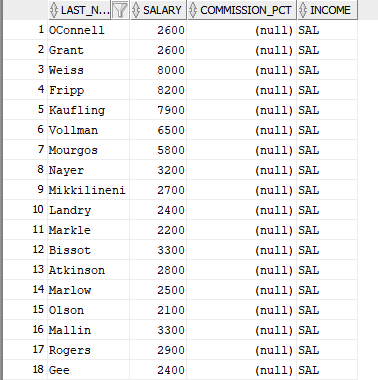 LAST_N... SALARY COMMISSION_PCT INCOME
1 OConnell 2600 (null) SAL
2 Grant 2600 (null) SAL
3 Weiss 8000 (null) SAL
4 Fripp 8200 (null) SAL
5 Kaufling 7900 (null) SAL
6 Vollman 6500 (null) SAL
7 Mourgos 5800 (null) SAL
8 Nayer 3200 (null) SAL
9 Mikkilineni 2700 (null) SAL
10 Landry 2400 (null) SAL
11 Markle 2200 (null) SAL
12 Bissot 3300 (null) SAL
13 Atkinson 2800 (null) SAL
14 Marlow 2500 (null) SAL
15 Olson 2100 (null) SAL
16 Mallin 3300 (null) SAL
17 Rogers 2900 (null) SAL
18 Gee 2400 (null) SAL